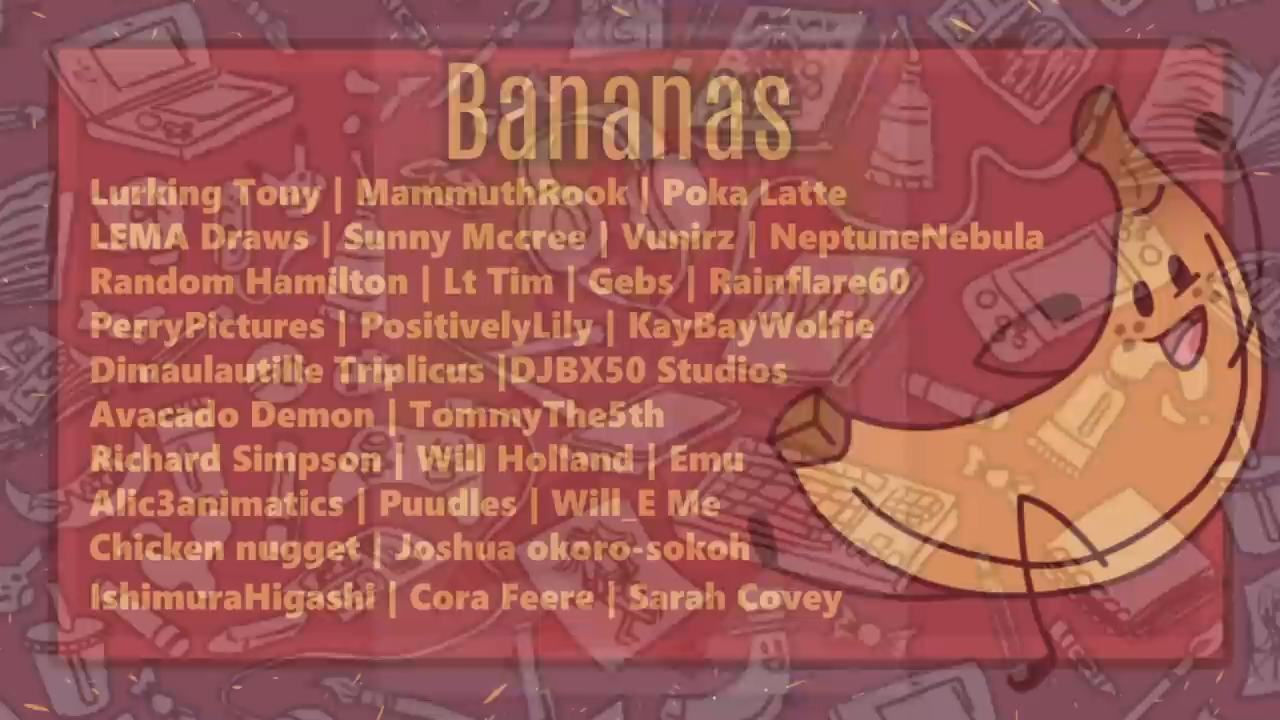 Bananas
Lurking Tony | MammuthRook | Poka Latte
LEMA Draws | Sunny Mccree | Vunirz | NeptuneNebula
Random Hamilton | Lt Tim | Gebs | Rainflare60
PerryPictures | PositivelyLily | KayBayWolfie
Dimaulautille Triplicus |DJBX50 Studios
Avacado Demon | TommyThe5th
Richard Simpson | Will Holland | Emu
Alic3animatics | Puudles | Will_E Me
Chicken nugget | Joshua okoro-sokoh
IshimuraHigashi | Cora Feere | Sarah Covey